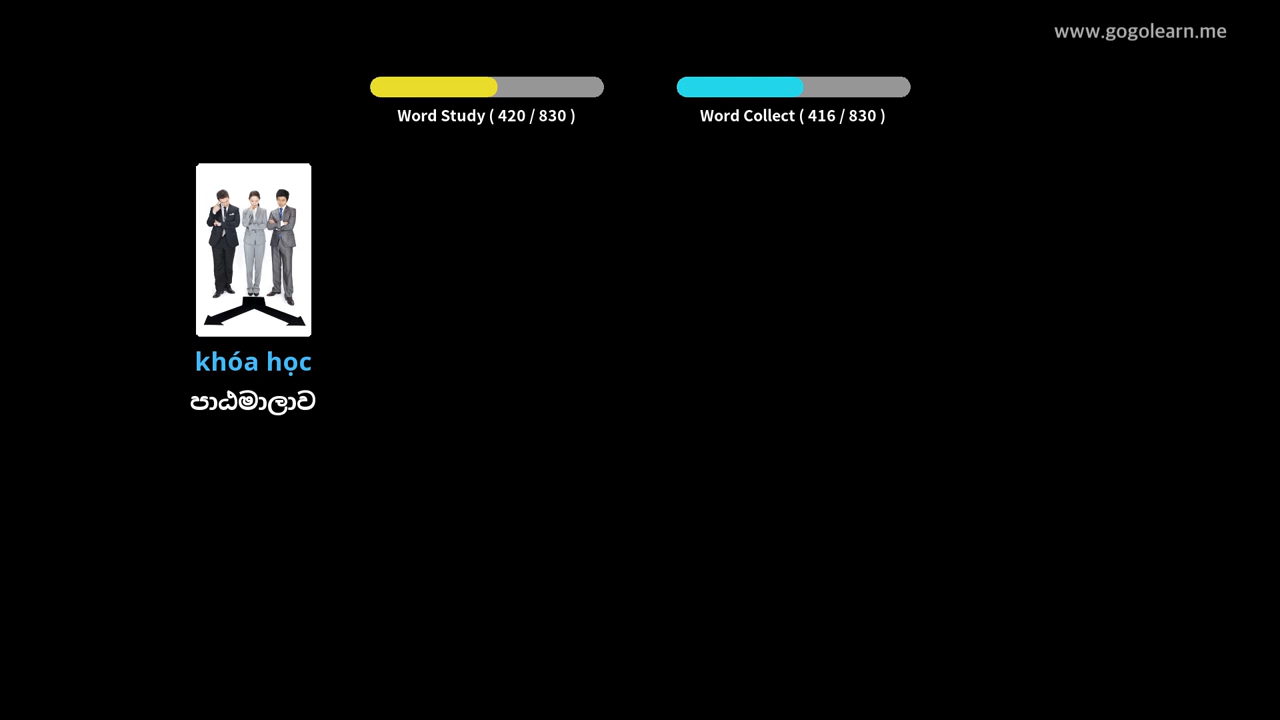 www.gogolearn.me
Word Study ( 420 / 830 )
Word Collect ( 416 / 830 )
khóa học
පාඨමාලාව